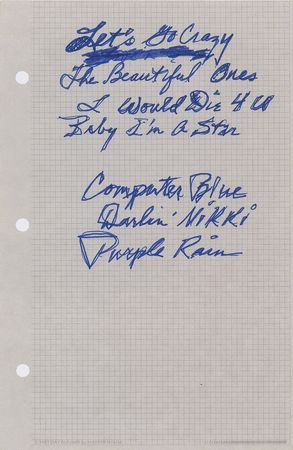 Let's Go Crazy
The Beautiful Ones
I Would Die 4 U
Baby I'm A Star
Computer Blue
Darlin' Nikki
Purple Rain